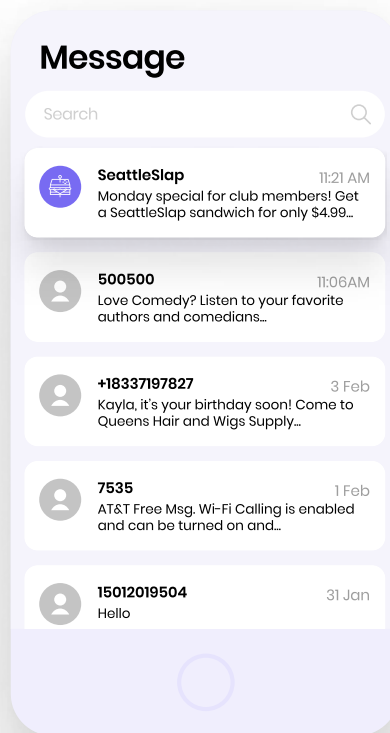 Message
Search
SeattleSlap
11:21 AM
Monday special for club members! Get
a SeattleSlap sandwich for only $4.99...
500500
11:06AM
Love Comedy? Listen to your favorite
authors and comedians...
+18337197827
3 Feb
Kayla, it's your birthday soon! Come to
Queens Hair and Wigs Supply...
7535
1 Feb
AT&T Free Msg. Wi-Fi Calling is enabled
and can be turned on and...
15012019504
31 Jan
Hello